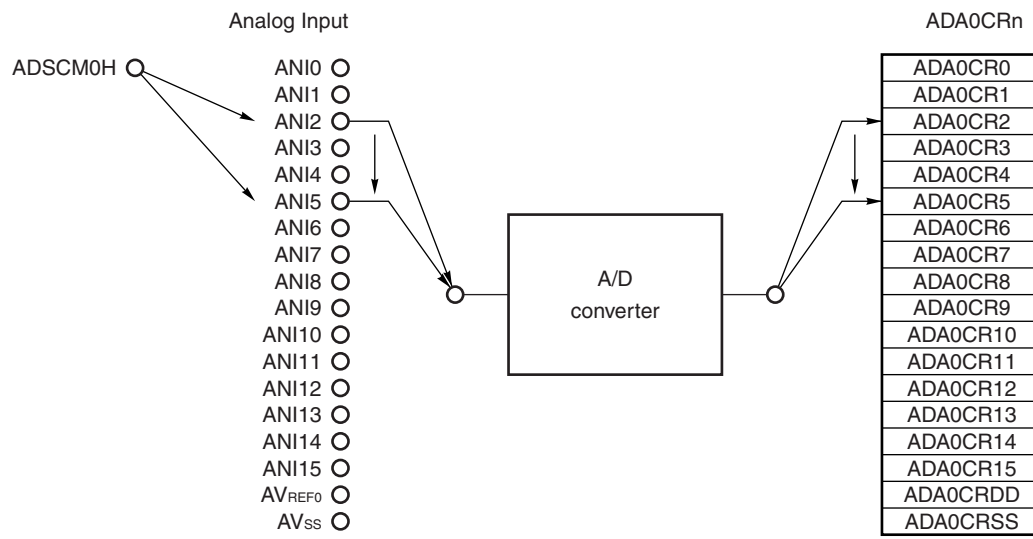 Analog Input
ADA0CRn
ADSCM0H
ANI0
ADA0CR0
ANI1
ADA0CR1
ANI2
ADA0CR2
ANI3
ADA0CR3
ANI4
ADA0CR4
ANI5
ADA0CR5
ANI6
ADA0CR6
ANI7
ADA0CR7
ANI8
ADA0CR8
ANI9
ADA0CR9
ANI10
ADA0CR10
ANI11
ADA0CR11
ANI12
ADA0CR12
ANI13
ADA0CR13
ANI14
ADA0CR14
ANI15
ADA0CR15
AVREF0
ADA0CRDD
AVSS
ADA0CRSS
A/D
converter